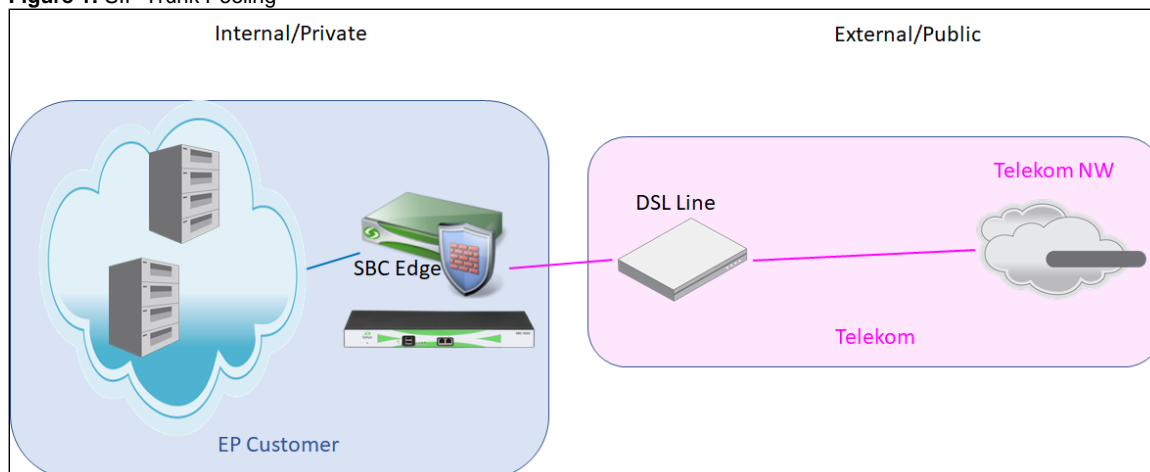 Internal/Private
External/Public
Telekom NW
DSL Line
SBC Edge
Telekom
EP Customer